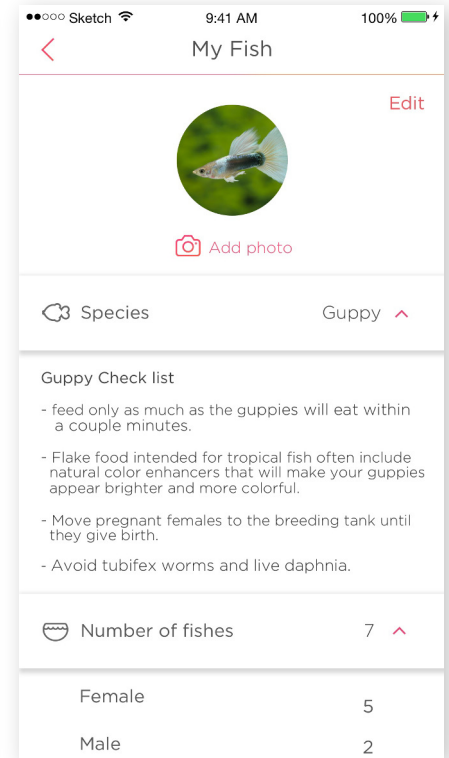 Sketch 9:41 AM 100%
My Fish
Edit
Add photo
Species Guppy
Guppy Check list
- feed only as much as the guppies will eat within
a couple minutes.
- Flake food intended for tropical fish often include
natural color enhancers that will make your guppies
appear brighter and more colorful.
- Move pregnant females to the breeding tank until
they give birth.
- Avoid tubifex worms and live daphnia.
Number of fishes 7
Female 5
Male 2